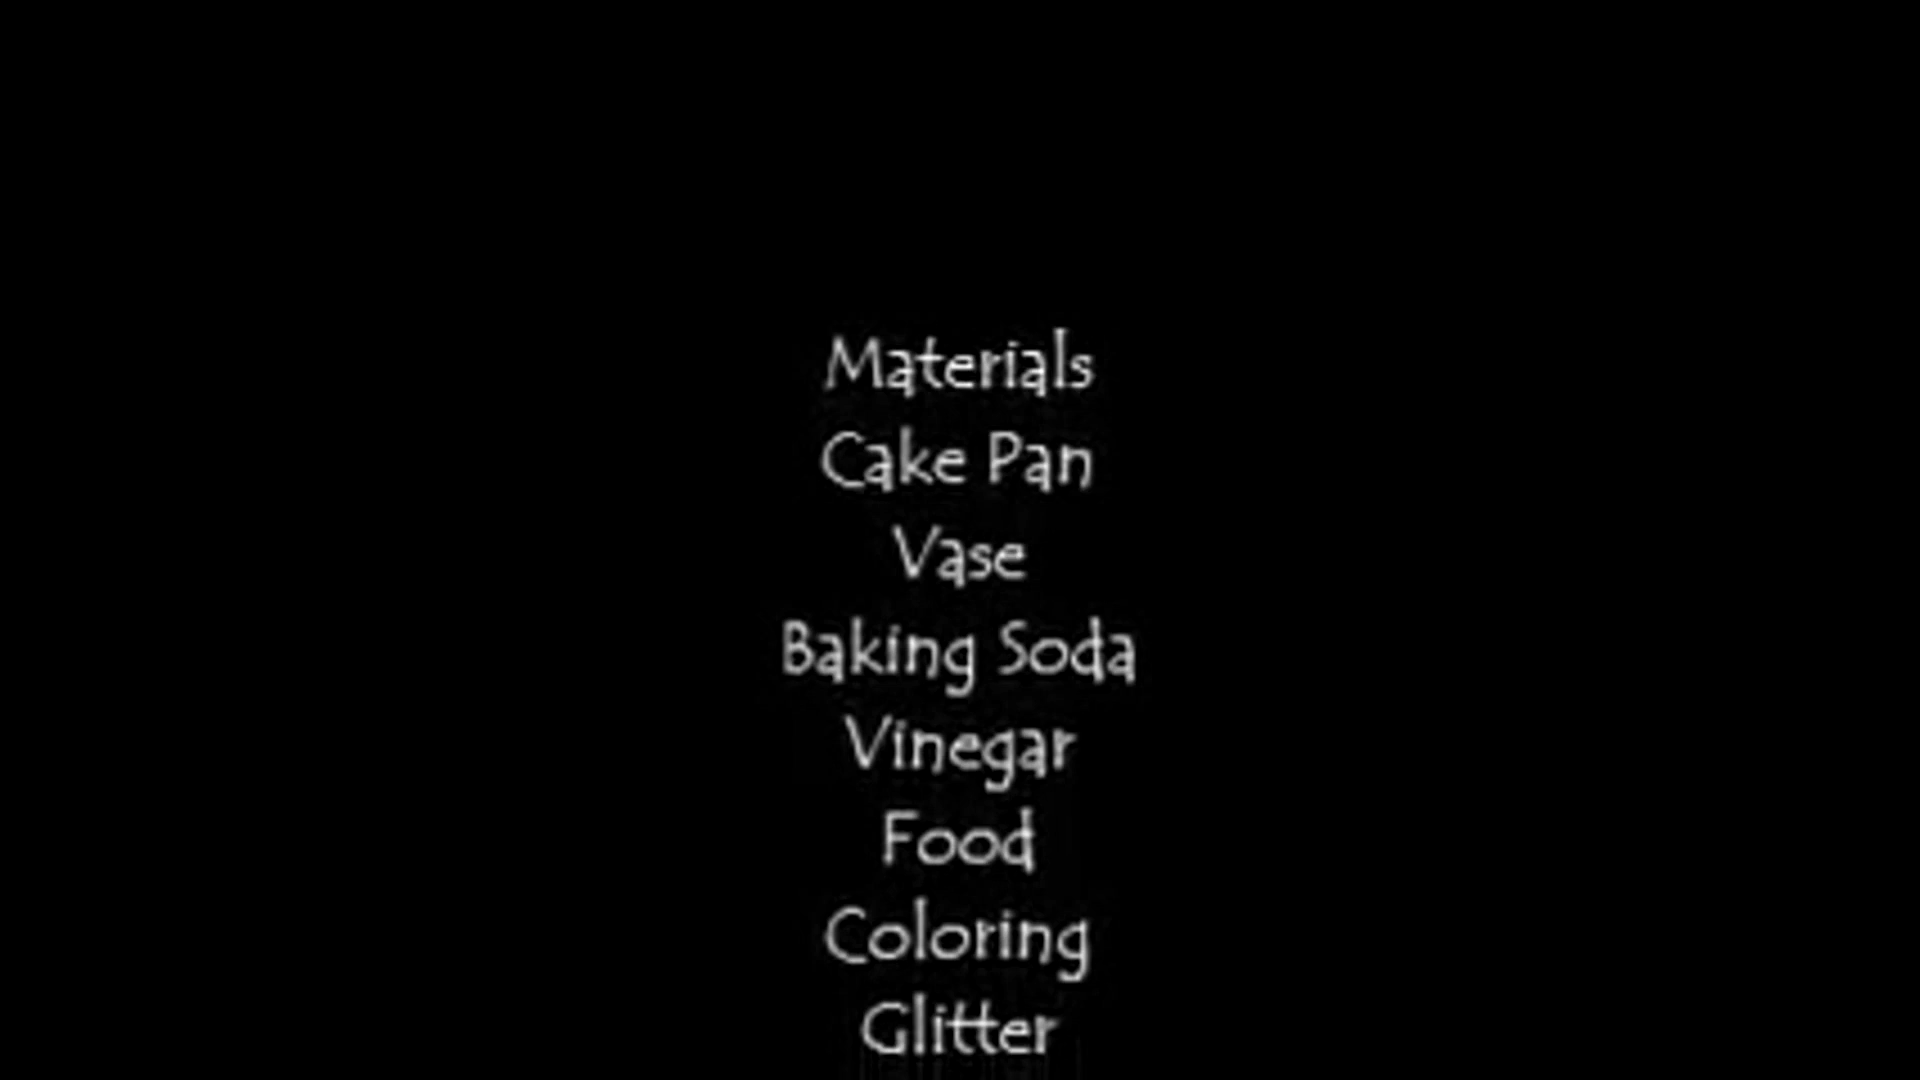 Materials
Cake Pan
Vase
Baking Soda
Vinegar
Food
Coloring
Glitter